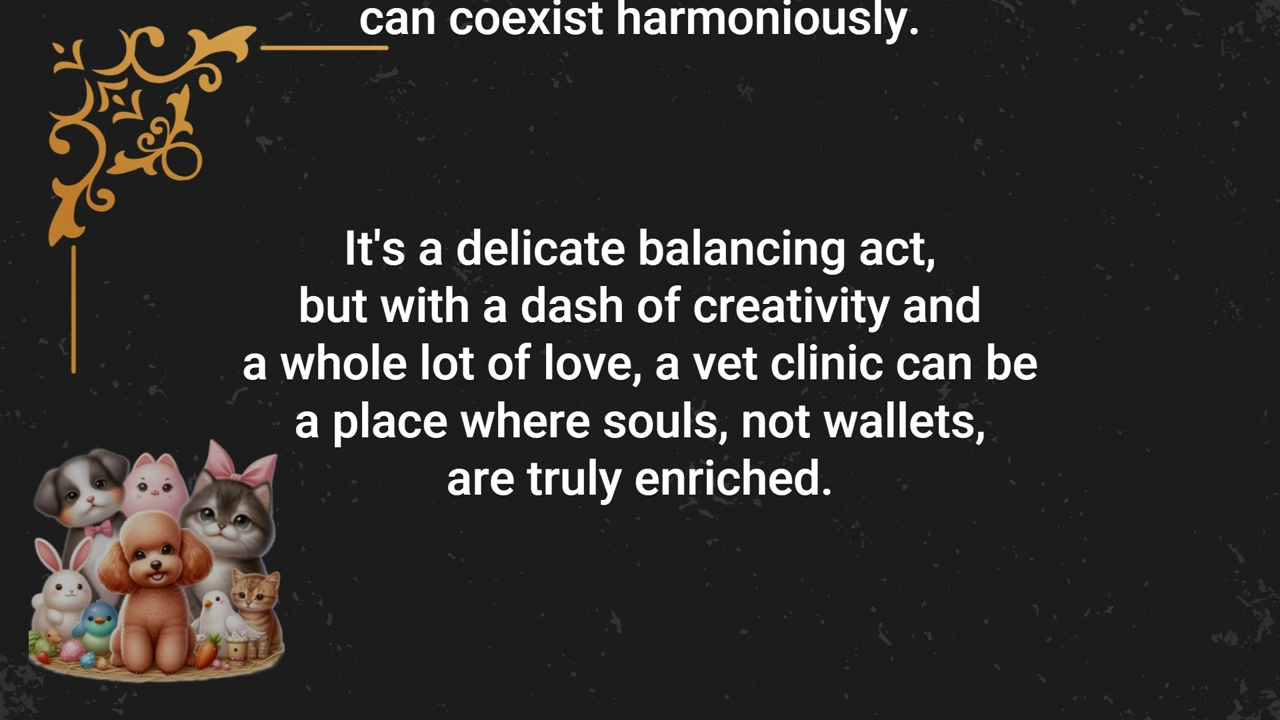 can coexist harmoniously.
It's a delicate balancing act,
but with a dash of creativity and
a whole lot of love, a vet clinic can be
a place where souls, not wallets,
are truly enriched.